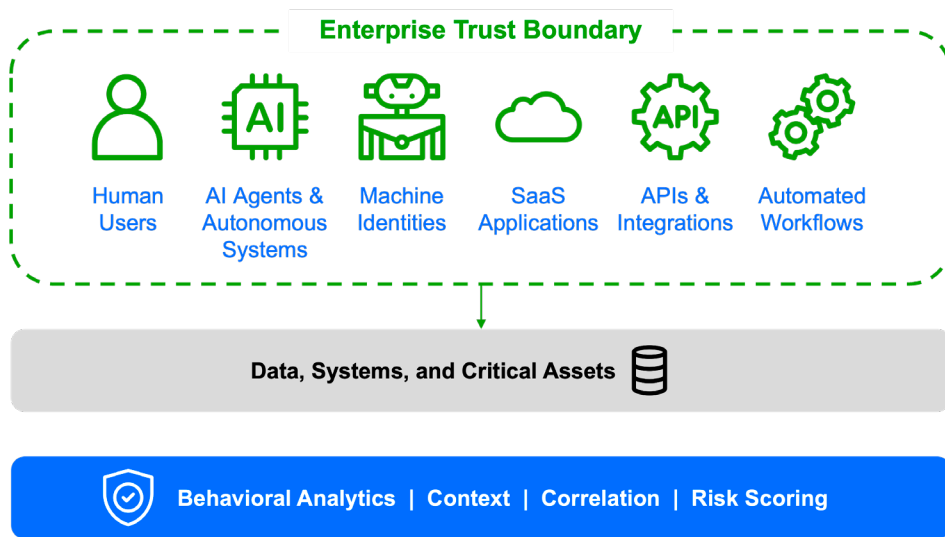 Enterprise Trust Boundary
AI
API
Human
Users
AI Agents &
Autonomous
Systems
Machine
Identities
SaaS
Applications
APIs &
Integrations
Automated
Workflows
Data, Systems, and Critical Assets
Behavioral Analytics | Context | Correlation | Risk Scoring